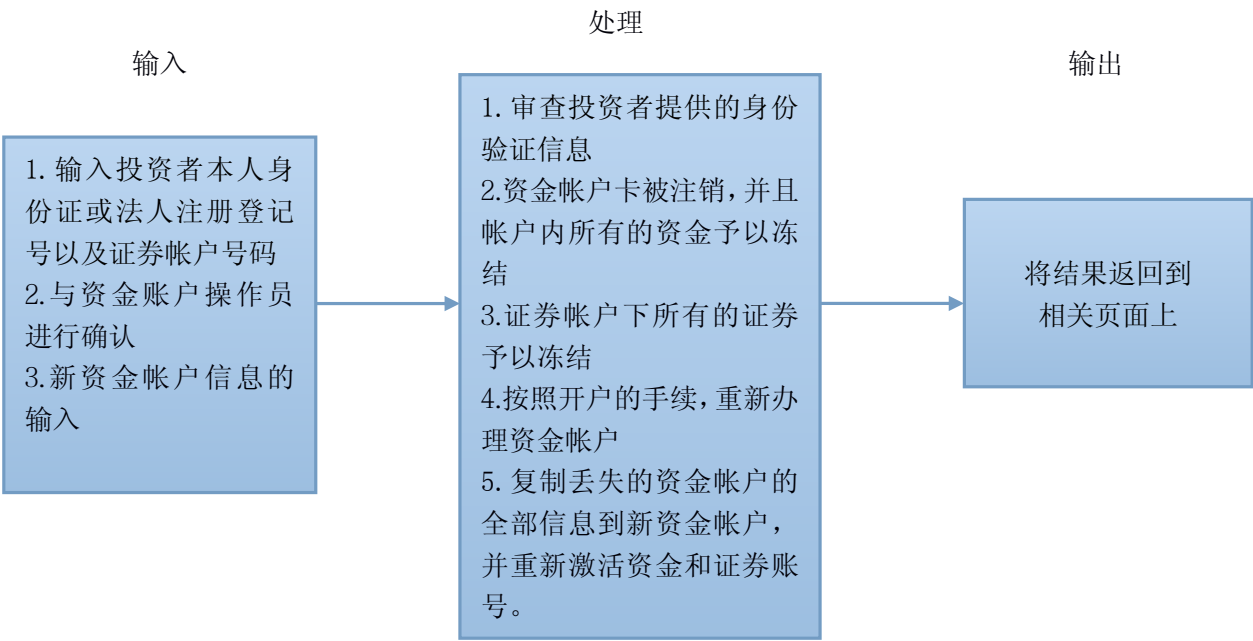 处理
输入
输出
1. 输入投资者本人身
份证或法人注册登记
号以及证券帐户号码
2.与资金账户操作员
进行确认
3.新资金帐户信息的
输入
1. 审查投资者提供的身份
验证信息
2.资金帐户卡被注销，并且
帐户内所有的资金予以冻
结
3.证券帐户下所有的证券
予以冻结
4.按照开户的手续，重新办
理资金帐户
5. 复制丢失的资金帐户的
全部信息到新资金帐户，
并重新激活资金和证券账
号。
将结果返回到
相关页面上